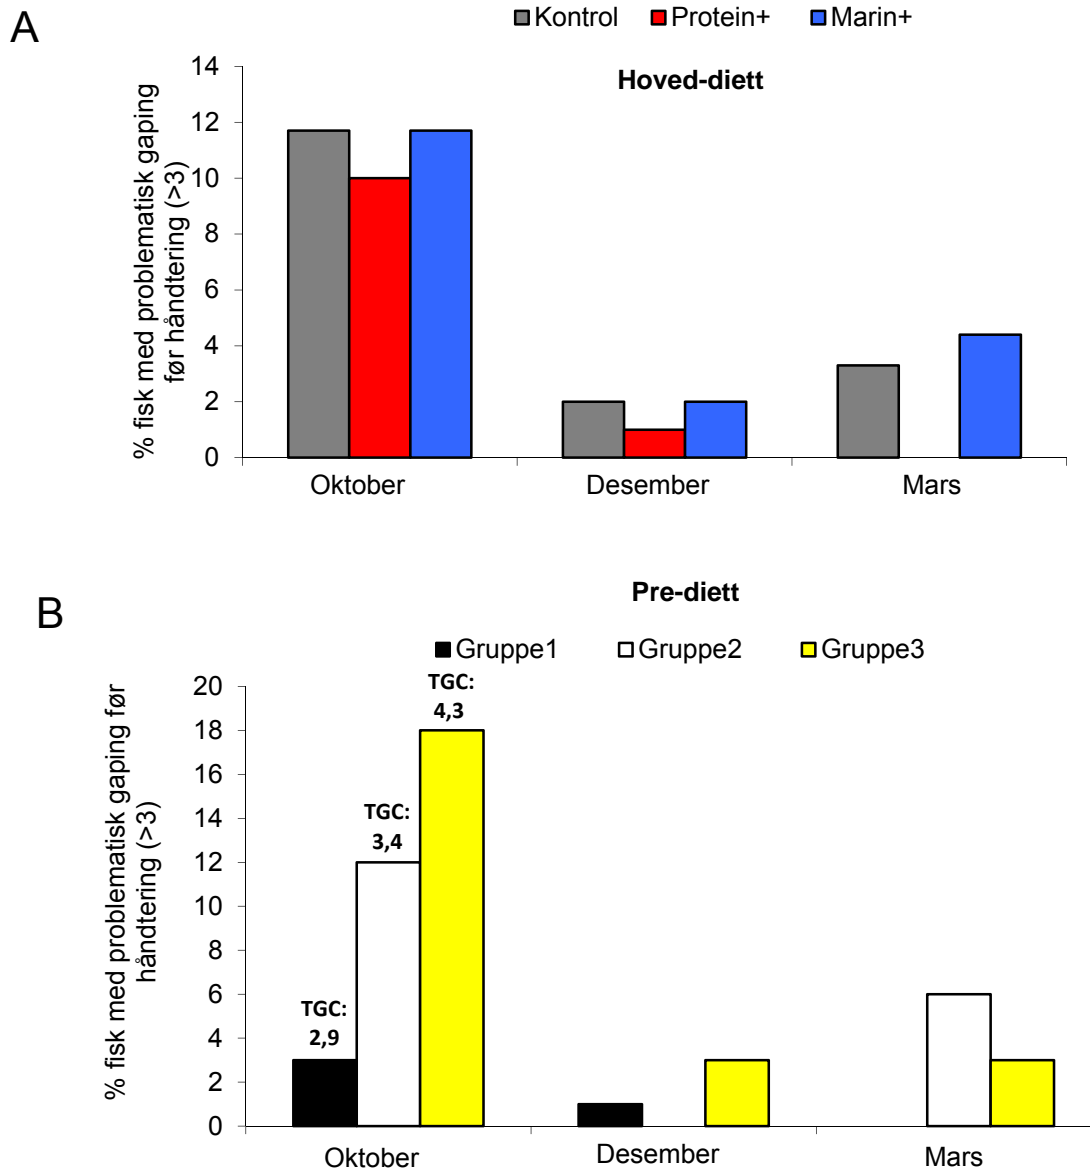 A
Kontrol Protein+ Marin+
Hoved-diett
% fisk med problematisk gaping
før håndtering (>3)
14
12
10
8
6
4
2
0
Oktober Desember Mars
B
Pre-diett
Gruppe1 Gruppe2 Gruppe3
% fisk med problematisk gaping før
håndtering (>3)
20
18
16
14
12
10
8
6
4
2
0
TGC:
2,9
TGC:
3,4
TGC:
4,3
Oktober Desember Mars